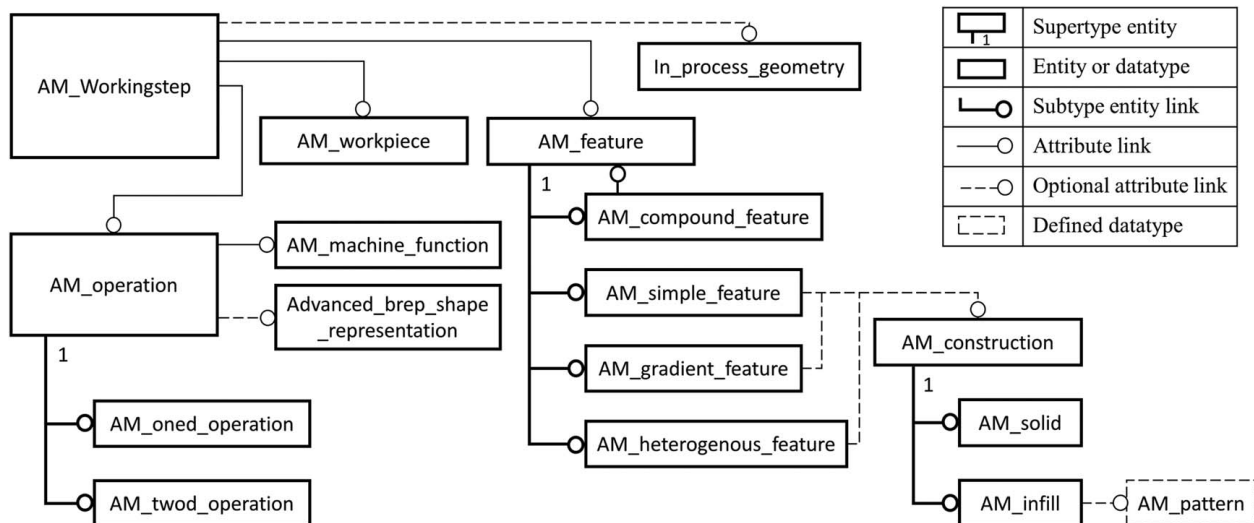 AM_Workingstep
In_process_geometry
AM_workpiece
AM_feature
1
AM_compound_feature
AM_operation
AM_machine_function
Advanced_brep_shape
_representation
AM_simple_feature
AM_gradient_feature
AM_heterogenous_feature
AM_construction
1
AM_oned_operation
AM_twod_operation
1
AM_solid
AM_infill
AM_pattern
1
Supertype entity
Entity or datatype
Subtype entity link
Attribute link
Optional attribute link
Defined datatype